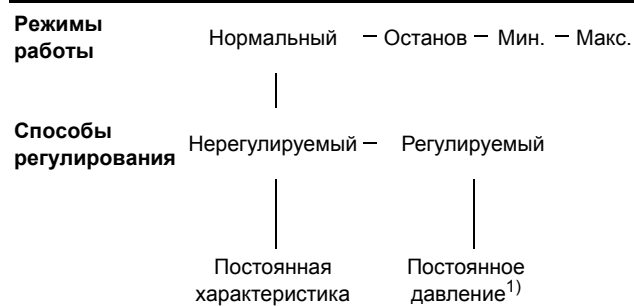 Режимы
работы
Нормальный – Останов – Мин. – Макс.
Способы
регулирования
Нерегулируемый – Регулируемый
Постоянная
характеристика
Постоянное
давление1)